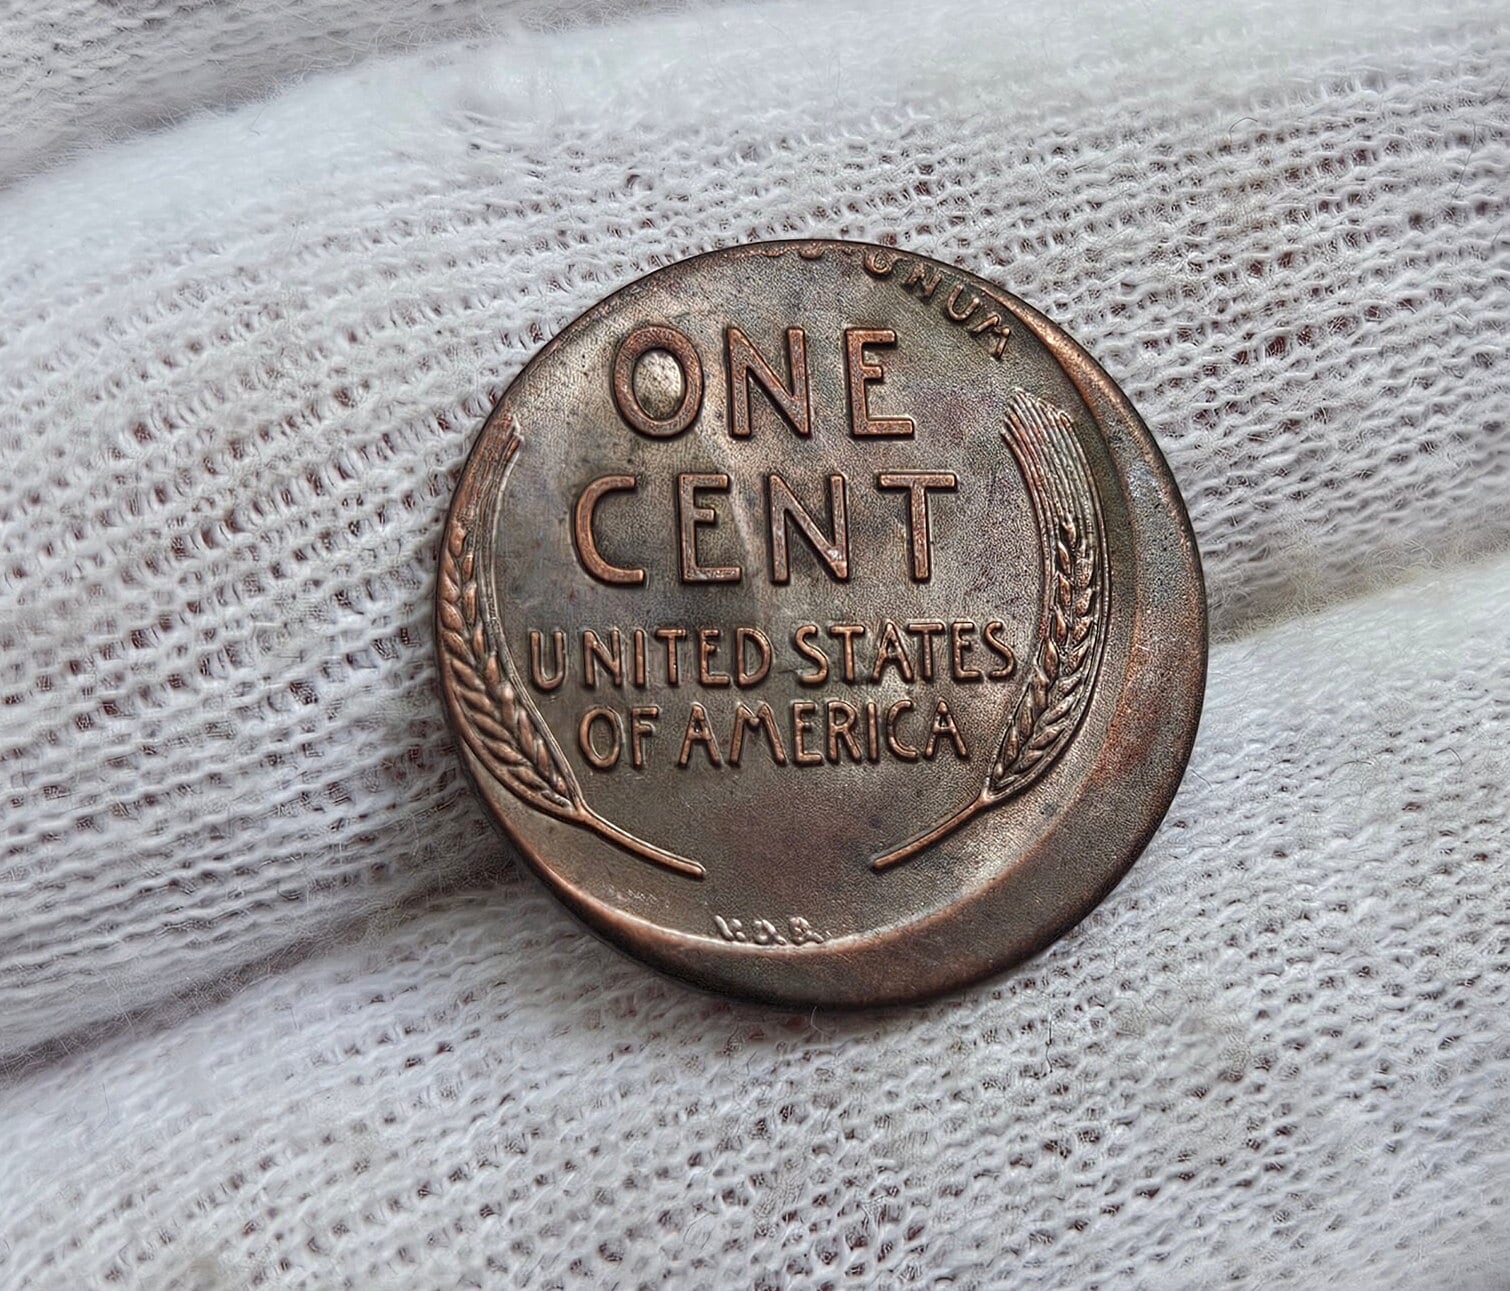 UNUM
ONE
CENT
UNITED STATES
OF AMERICA
V.D.B.